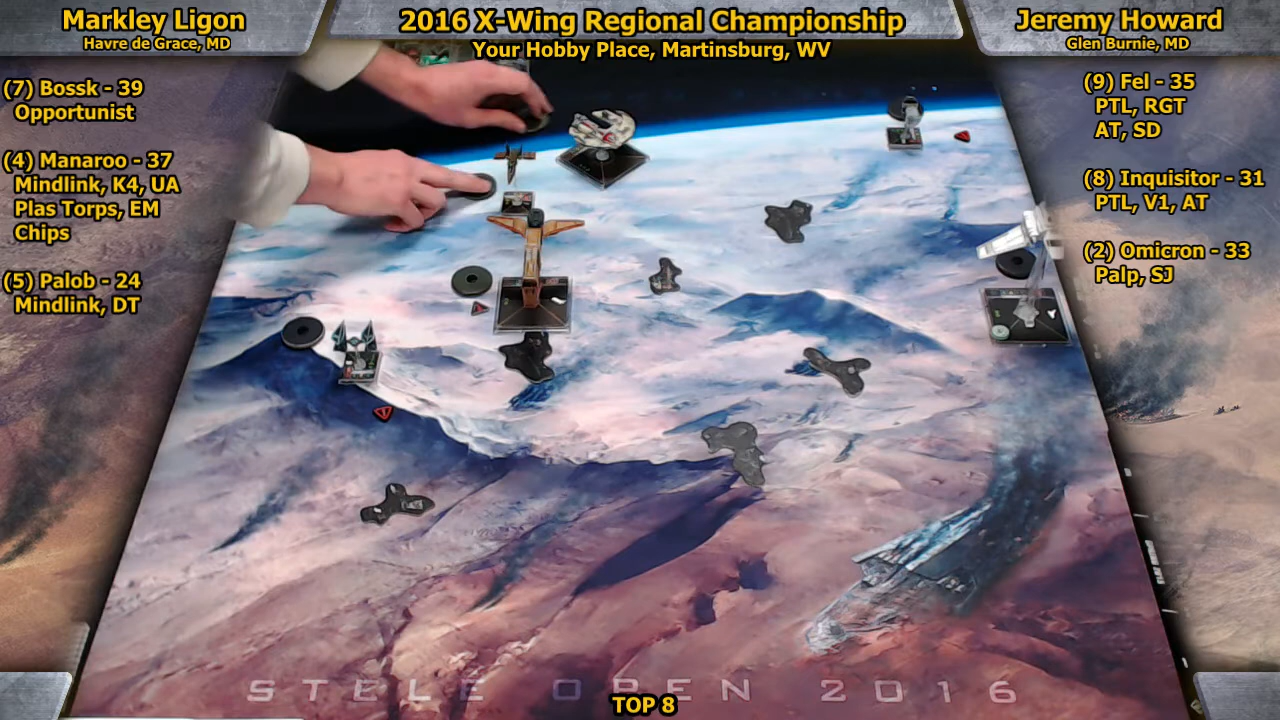 Markley Ligon
Havre de Grace, MD
2016 X-Wing Regional Championship
Your Hobby Place, Martinsburg, WV
Jeremy Howard
Glen Burnie, MD
(7) Bossk - 39
Opportunist
(4) Manaroo - 37
Mindlink, K4, UA
Plas Torps, EM
Chips
(5) Palob - 24
Mindlink, DT
(9) Fel - 35
PTL, RGT
AT, SD
(8) Inquisitor - 31
PTL, V1, AT
(2) Omicron - 33
Palp, SJ
STELE OPEN 2016
TOP 8